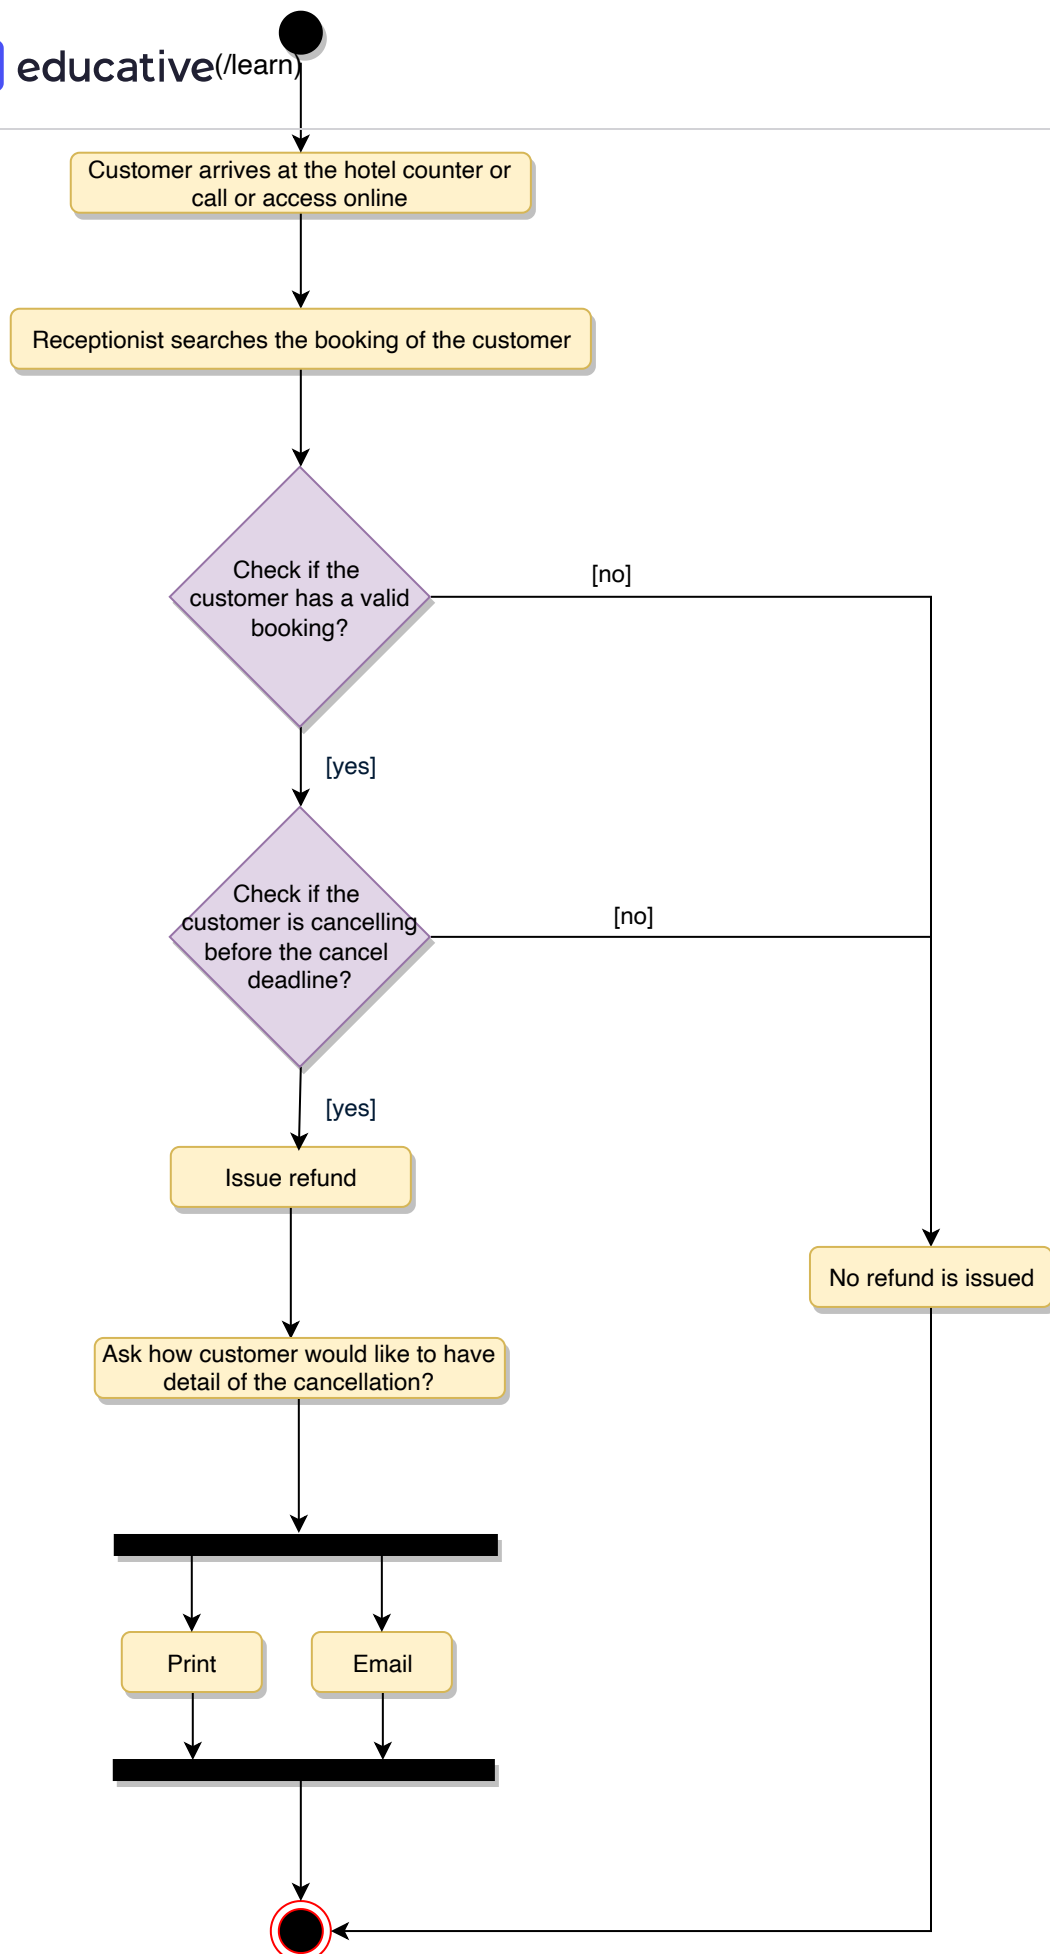 educative(/learn)
Customer arrives at the hotel counter or
call or access online
Receptionist searches the booking of the customer
Check if the
customer has a valid
booking?
[no]
[yes]
Check if the
customer is cancelling
before the cancel
deadline?
[no]
[yes]
Issue refund
No refund is issued
Ask how customer would like to have
detail of the cancellation?
Print
Email